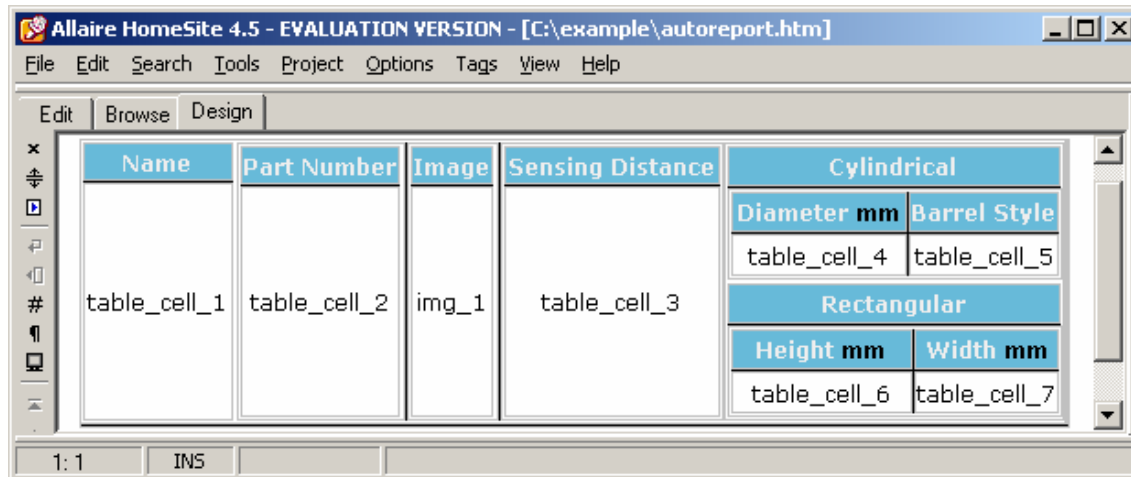 Allaire HomeSite 4.5 - EVALUATION VERSION - [C:\example\autoreport.htm]
File Edit Search Tools Project Options Tags View Help
Edit Browse Design
Name Part Number Image Sensing Distance Cylindrical
Diameter mm Barrel Style
table_cell_4 table_cell_5
table_cell_1 table_cell_2 img_1 table_cell_3
Rectangular
Height mm Width mm
table_cell_6 table_cell_7
1: 1 INS